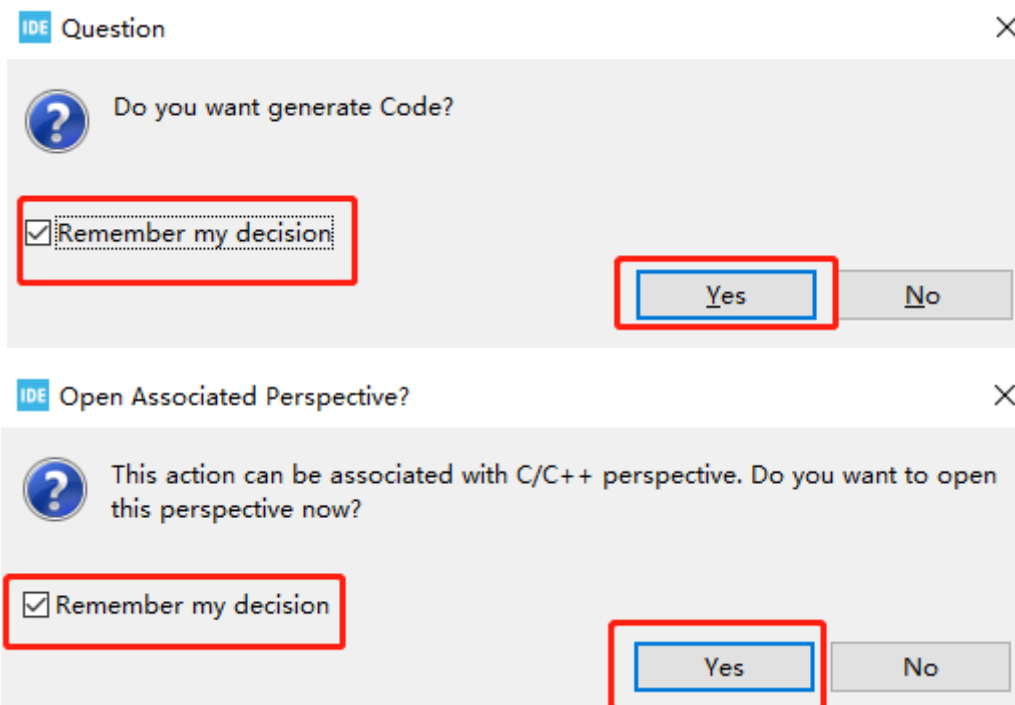 IDE Question
Do you want generate Code?
Remember my decision
Yes No
IDE Open Associated Perspective?
This action can be associated with C/C++ perspective. Do you want to open
this perspective now?
Remember my decision
Yes No